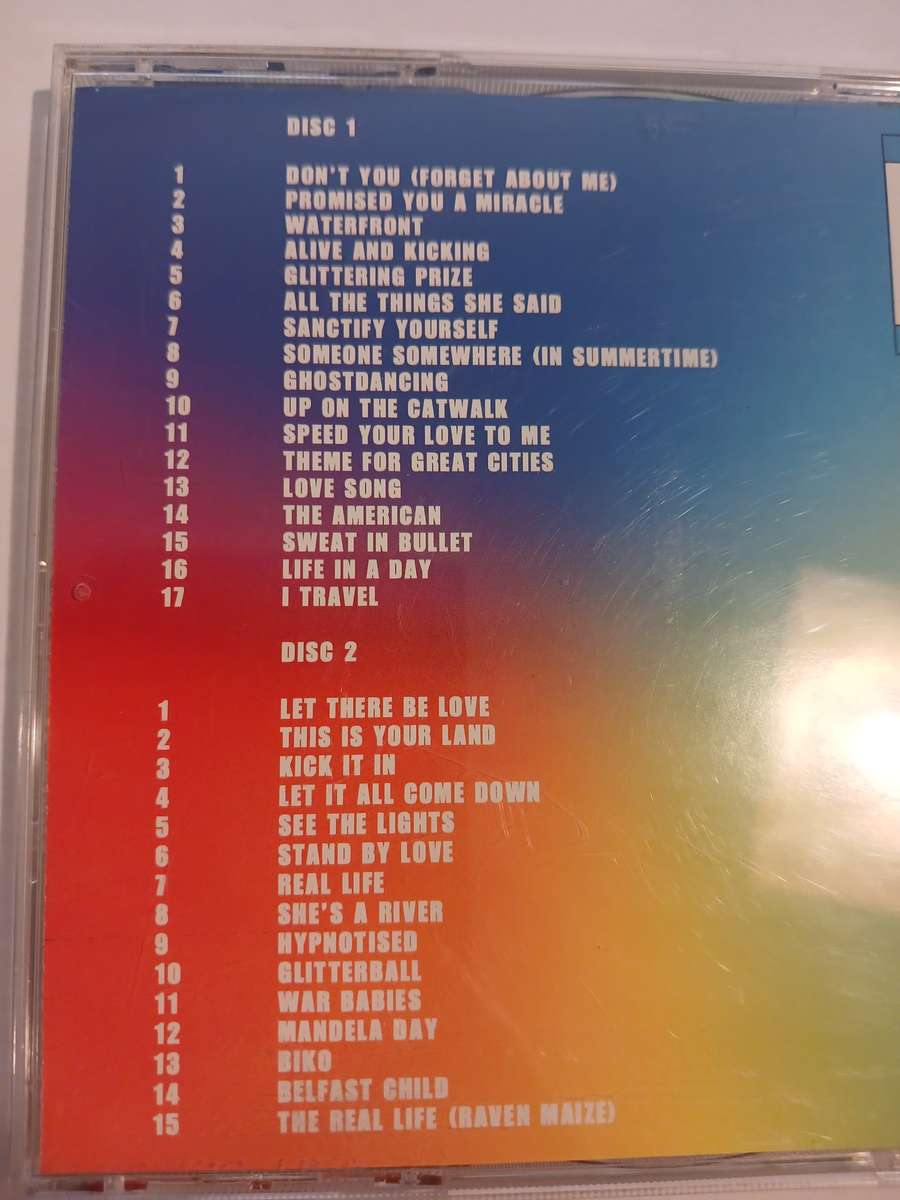 DISC 1
1 DON'T YOU (FORGET ABOUT ME)
2 PROMISED YOU A MIRACLE
3 WATERFRONT
4 ALIVE AND KICKING
5 GLITTERING PRIZE
6 ALL THE THINGS SHE SAID
7 SANCTIFY YOURSELF
8 SOMEONE SOMEWHERE (IN SUMMERTIME)
9 GHOSTDANCING
10 UP ON THE CATWALK
11 SPEED YOUR LOVE TO ME
12 THEME FOR GREAT CITIES
13 LOVE SONG
14 THE AMERICAN
15 SWEAT IN BULLET
16 LIFE IN A DAY
17 I TRAVEL
DISC 2
1 LET THERE BE LOVE
2 THIS IS YOUR LAND
3 KICK IT IN
4 LET IT ALL COME DOWN
5 SEE THE LIGHTS
6 STAND BY LOVE
7 REAL LIFE
8 SHE'S A RIVER
9 HYPNOTISED
10 GLITTERBALL
11 WAR BABIES
12 MANDELA DAY
13 BIKO
14 BELFAST CHILD
15 THE REAL LIFE (RAVEN MAIZE)